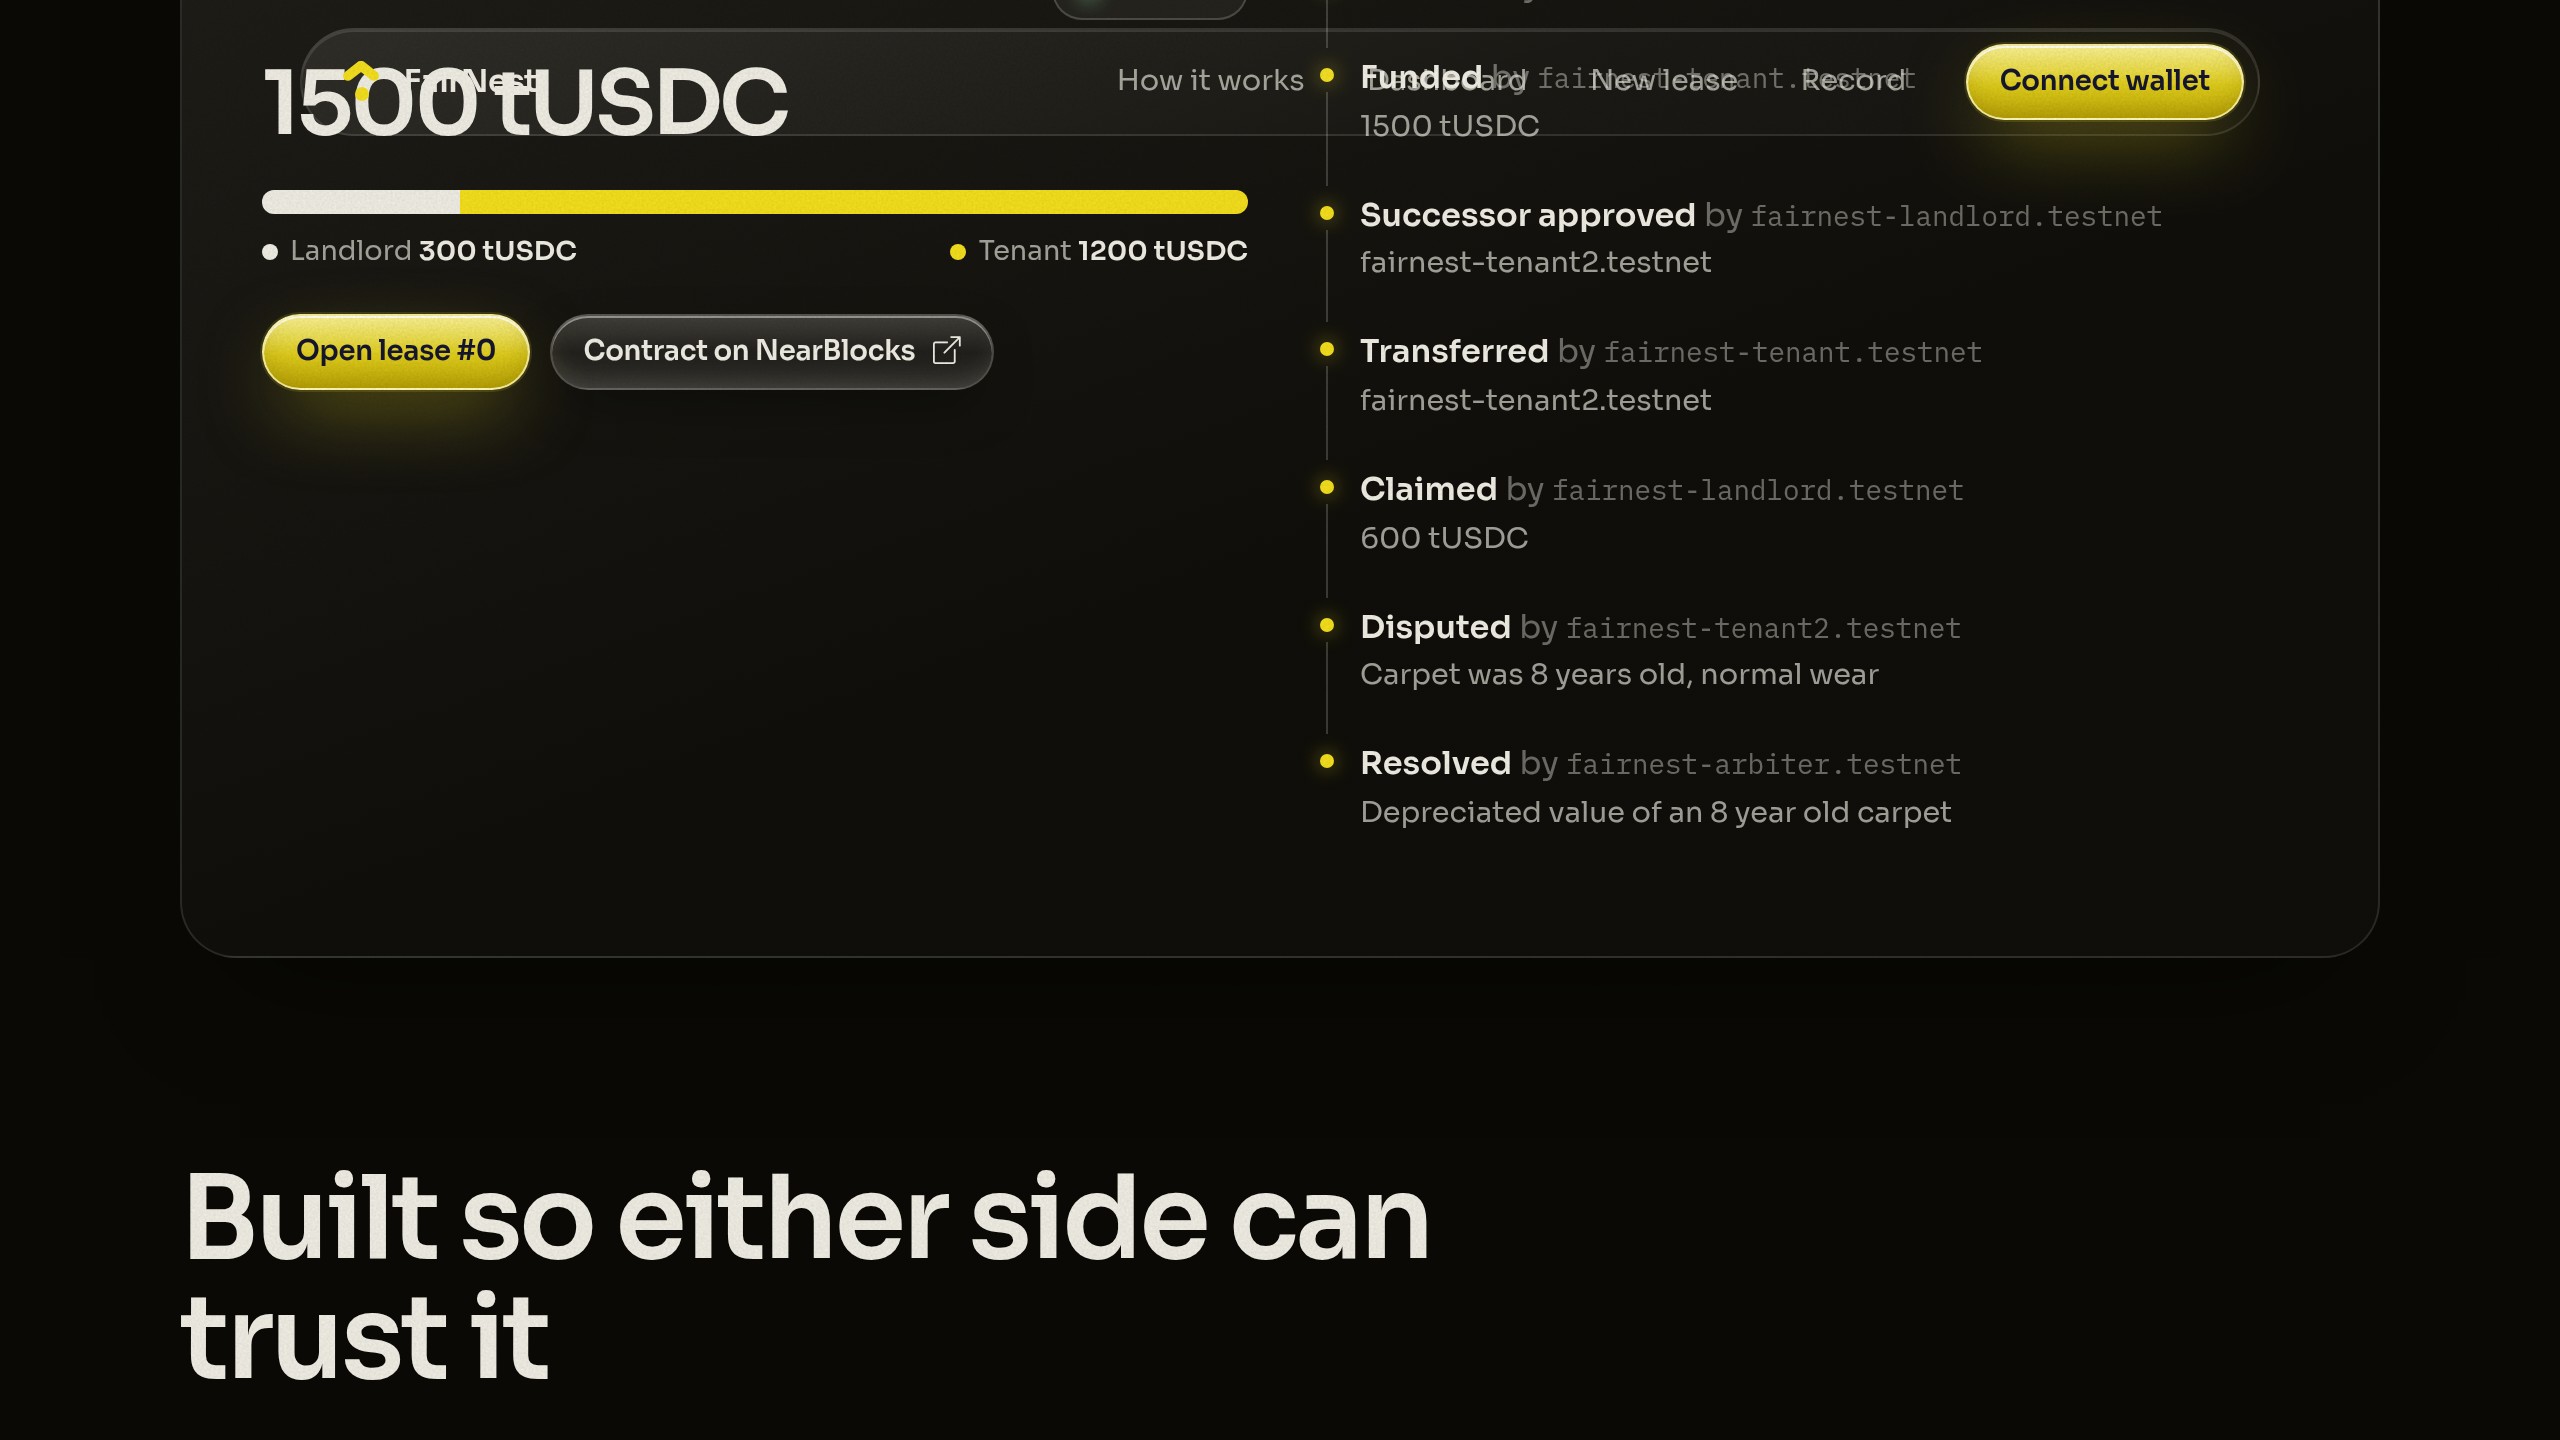 FairNest
How it works
Dashboard
New lease
Record
Connect wallet
1500 tUSDC
Landlord 300 tUSDC
Tenant 1200 tUSDC
Open lease #0
Contract on NearBlocks
Funded by fairnest-tenant.testnet
1500 tUSDC
Successor approved by fairnest-landlord.testnet
fairnest-tenant2.testnet
Transferred by fairnest-tenant.testnet
fairnest-tenant2.testnet
Claimed by fairnest-landlord.testnet
600 tUSDC
Disputed by fairnest-tenant2.testnet
Carpet was 8 years old, normal wear
Resolved by fairnest-arbiter.testnet
Depreciated value of an 8 year old carpet
Built so either side can
trust it